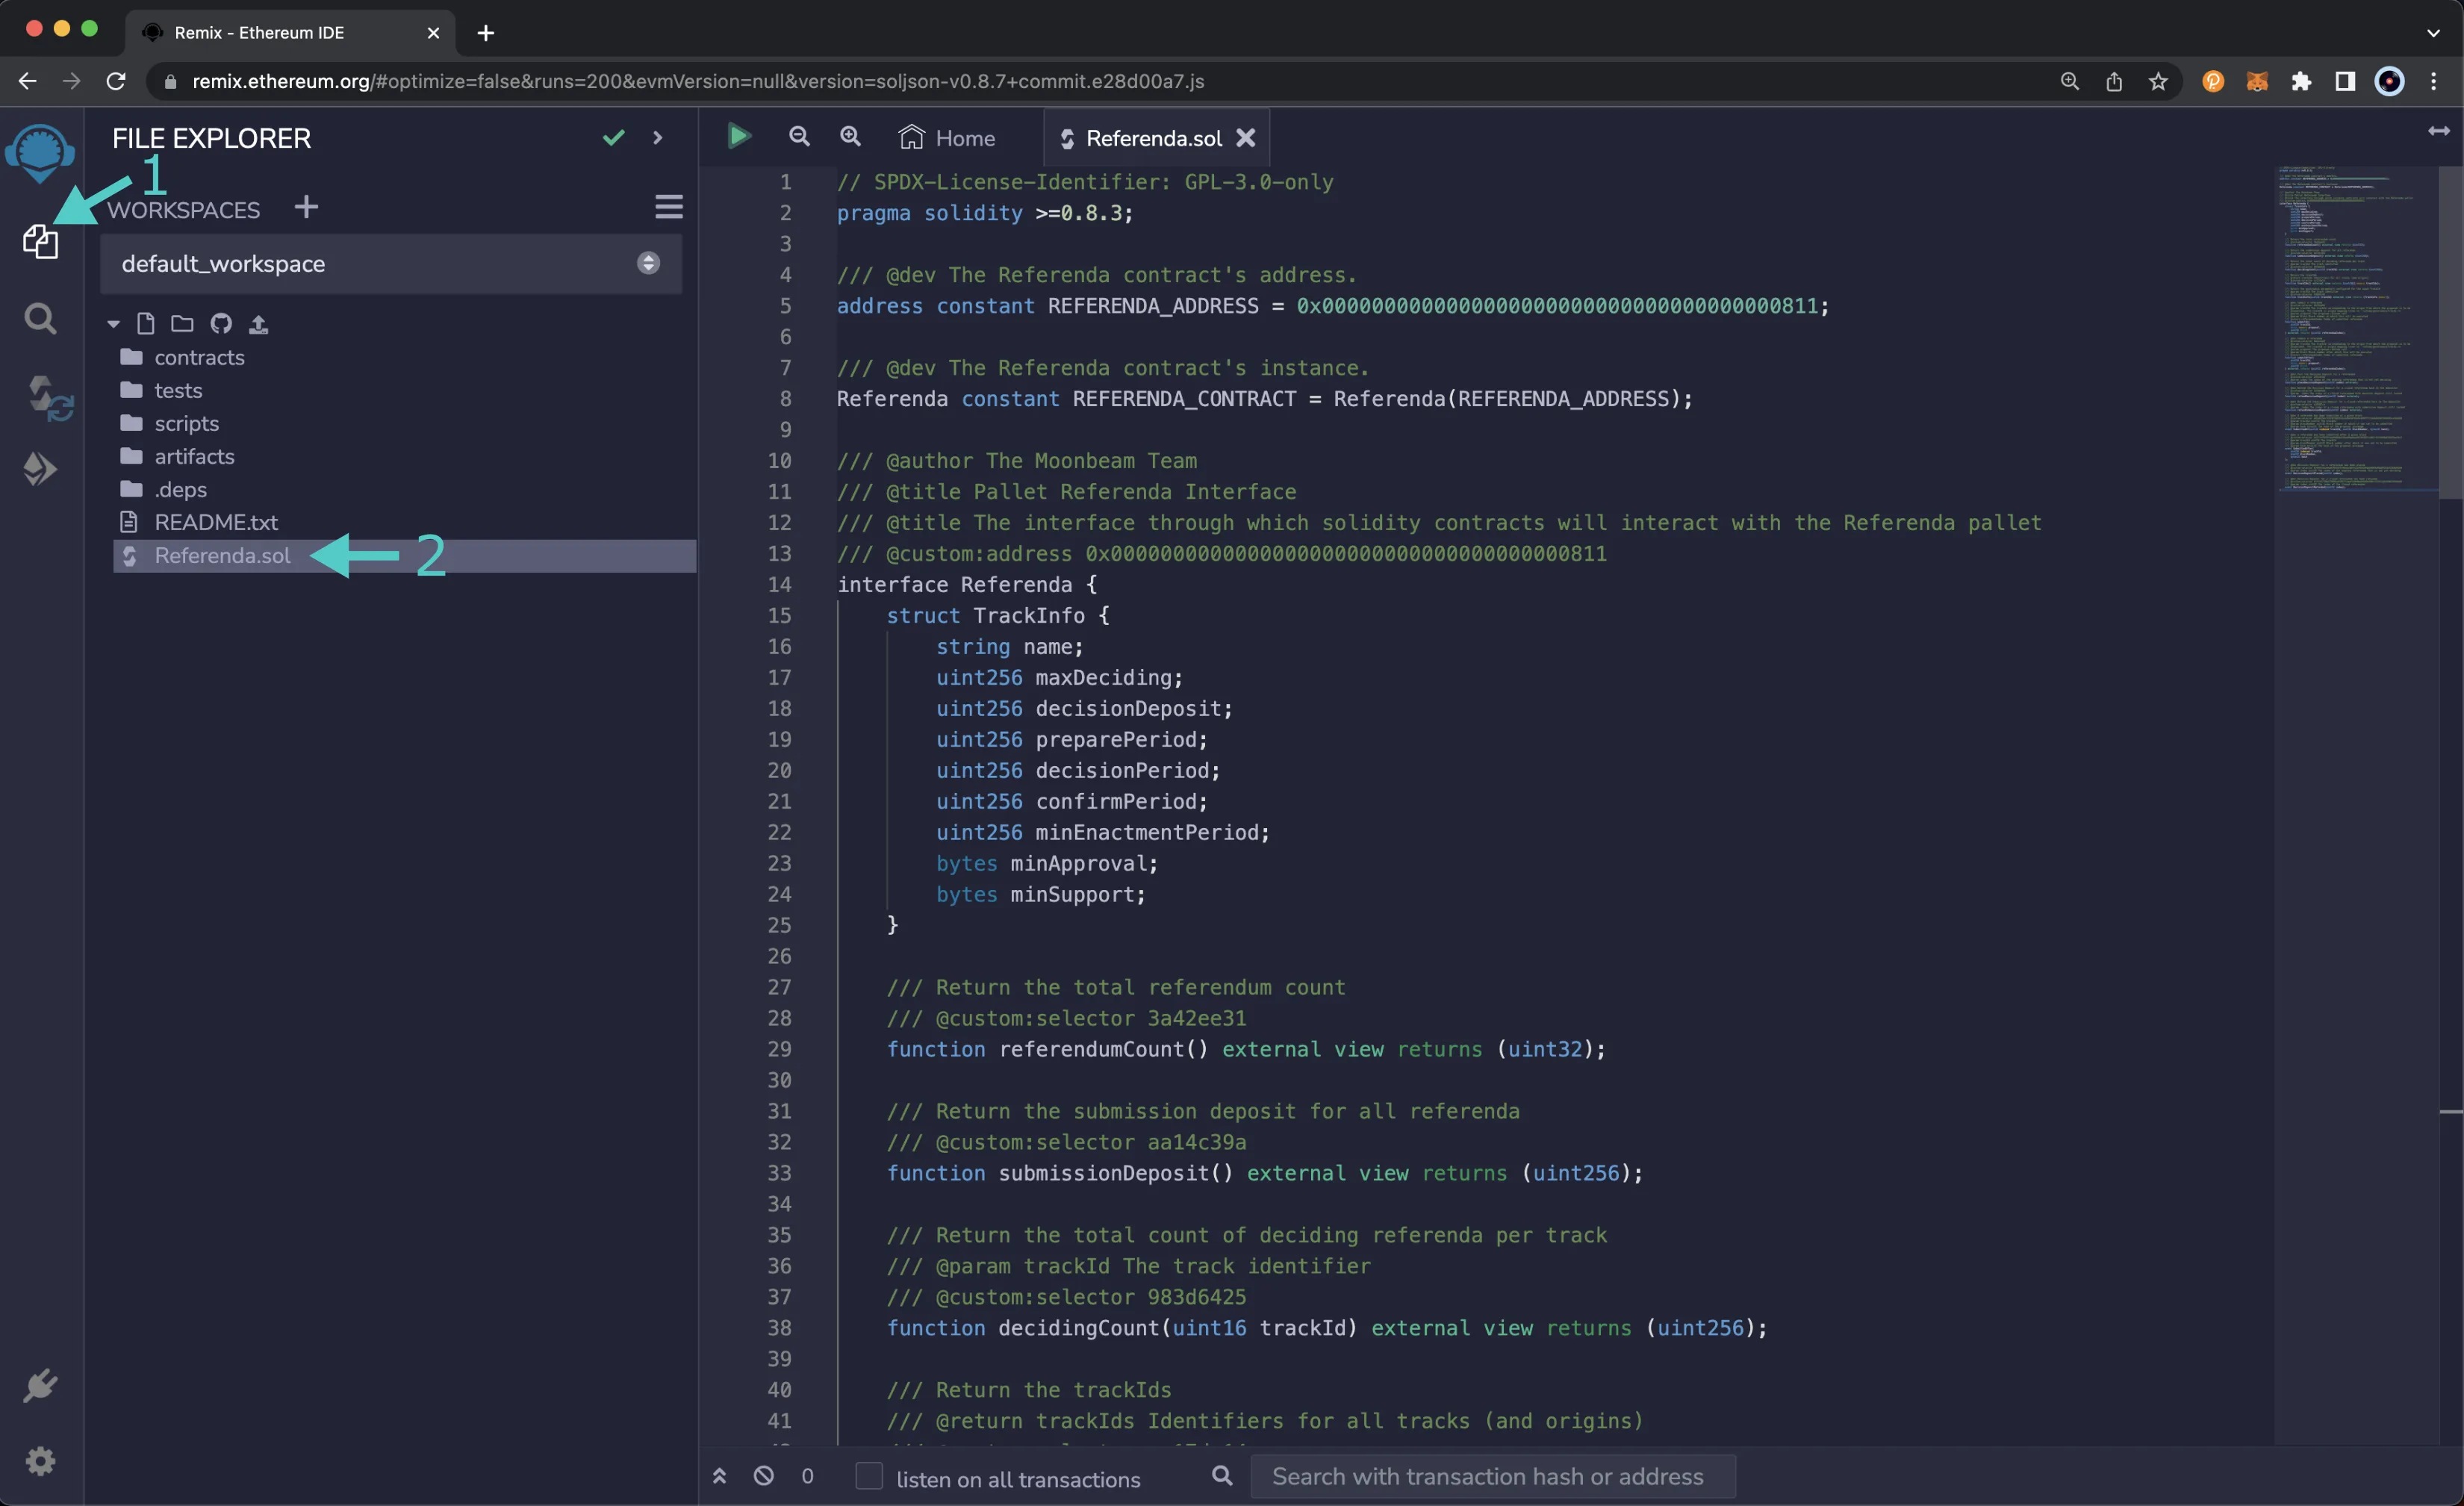 Remix - Ethereum IDE
remix.ethereum.org/#optimize=false&runs=200&evmVersion=null&version=soljson-v0.8.7+commit.e28d00a7.js
FILE EXPLORER
1
WORKSPACES
default_workspace
contracts
tests
scripts
artifacts
.deps
README.txt
Referenda.sol
2
Home
Referenda.sol
1 // SPDX-License-Identifier: GPL-3.0-only
2 pragma solidity >=0.8.3;
3
4 /// @dev The Referenda contract's address.
5 address constant REFERENDA_ADDRESS = 0x0000000000000000000000000000000000000811;
6
7 /// @dev The Referenda contract's instance.
8 Referenda constant REFERENDA_CONTRACT = Referenda(REFERENDA_ADDRESS);
9
10 /// @author The Moonbeam Team
11 /// @title Pallet Referenda Interface
12 /// @title The interface through which solidity contracts will interact with the Referenda pallet
13 /// @custom:address 0x0000000000000000000000000000000000000811
14 interface Referenda {
15 struct TrackInfo {
16 string name;
17 uint256 maxDeciding;
18 uint256 decisionDeposit;
19 uint256 preparePeriod;
20 uint256 decisionPeriod;
21 uint256 confirmPeriod;
22 uint256 minEnactmentPeriod;
23 bytes minApproval;
24 bytes minSupport;
25 }
26
27 /// Return the total referendum count
28 /// @custom:selector 3a42ee31
29 function referendumCount() external view returns (uint32);
30
31 /// Return the submission deposit for all referenda
32 /// @custom:selector aa14c39a
33 function submissionDeposit() external view returns (uint256);
34
35 /// Return the total count of deciding referenda per track
36 /// @param trackId The track identifier
37 /// @custom:selector 983d6425
38 function decidingCount(uint16 trackId) external view returns (uint256);
39
40 /// Return the trackIds
41 /// @return trackIds Identifiers for all tracks (and origins)
0
listen on all transactions
Search with transaction hash or address